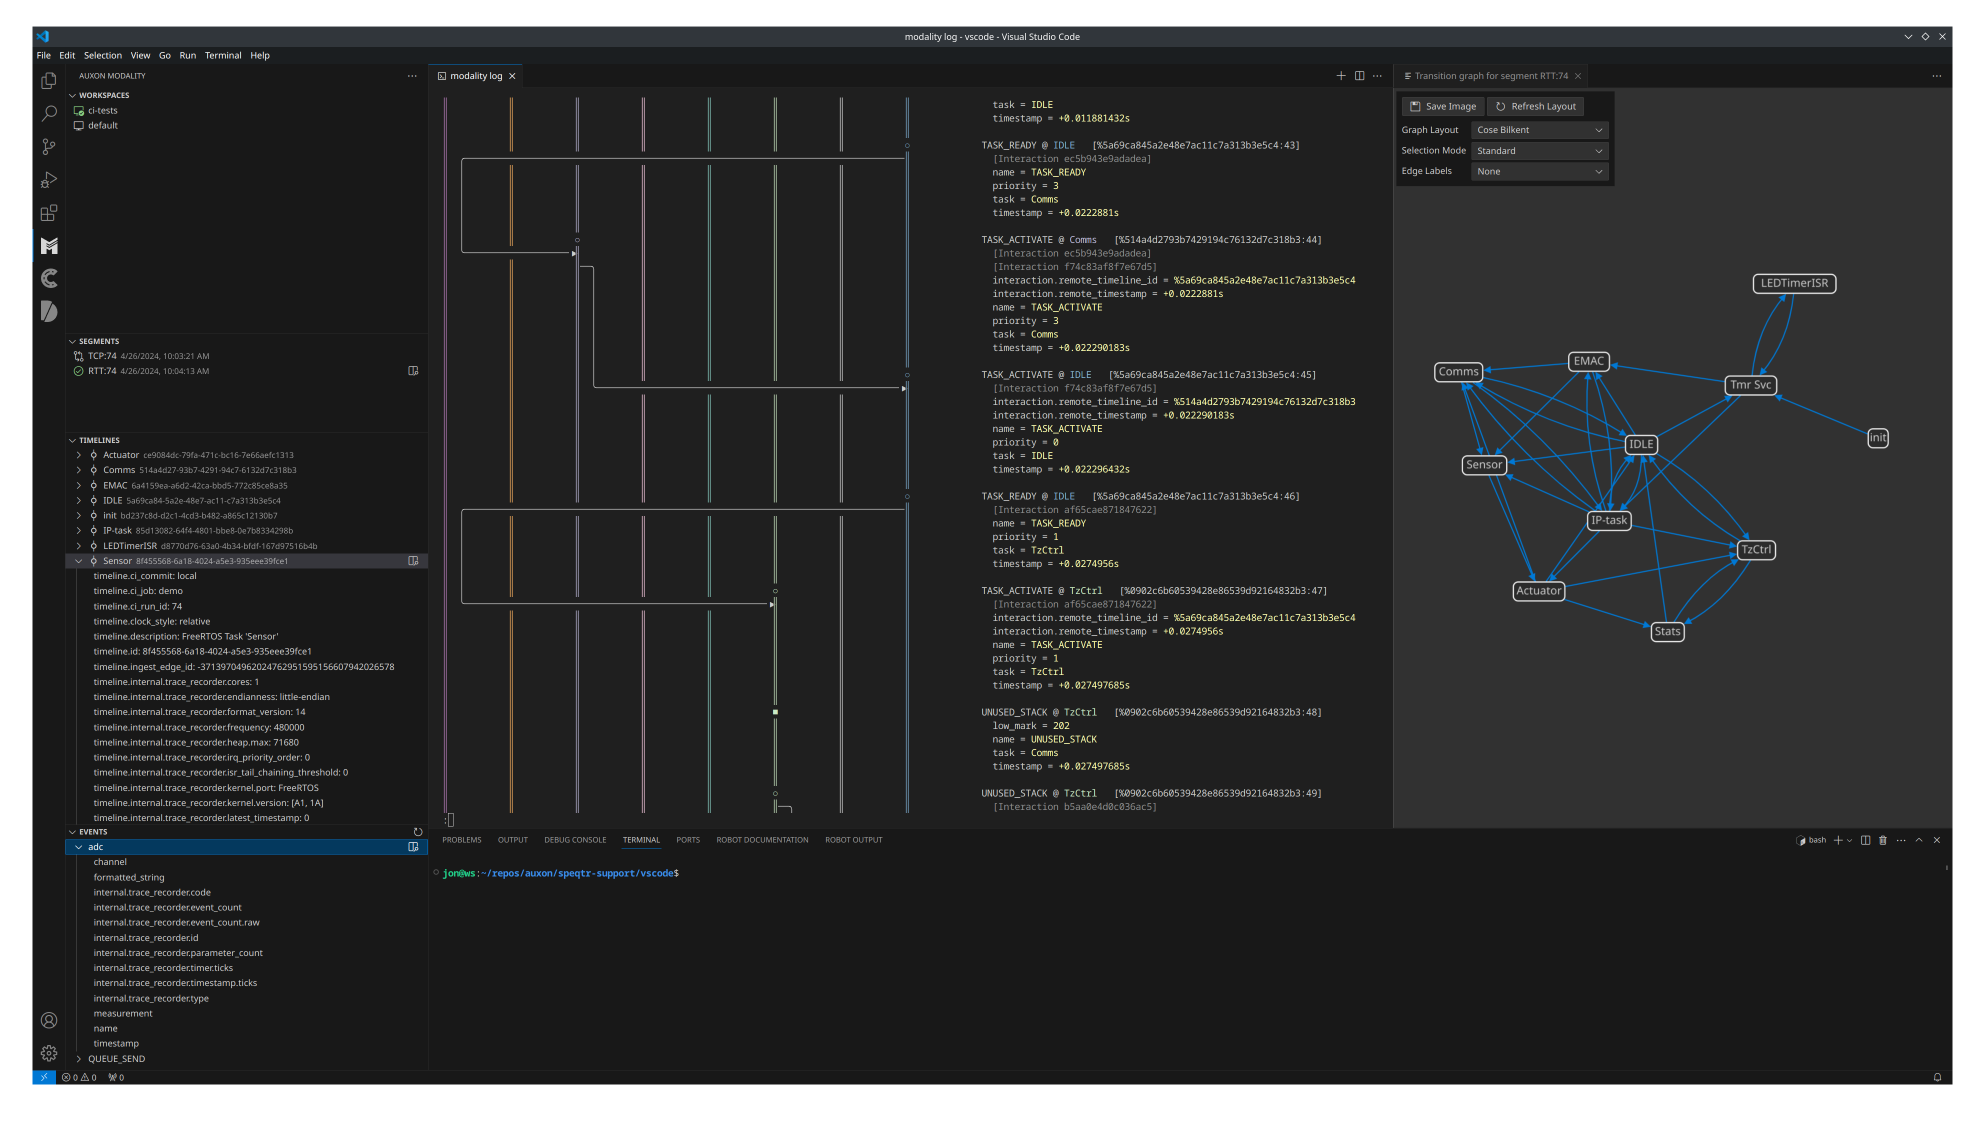 modality log - vscode - Visual Studio Code
File Edit Selection View Go Run Terminal Help
AUXON MODALITY
WORKSPACES
ci-tests
default
SEGMENTS
TCP:74 4/26/2024, 10:03:21 AM
RTT:74 4/26/2024, 10:04:13 AM
TIMELINES
Actuator ce9084dc-79fa-471c-bc16-7e66aefc1313
Comms 514a4d27-93b7-4291-94c7-6132d7c318b3
EMAC 6a4159ea-a6d2-42ca-bbd5-772c85ce8a35
IDLE 5a69ca84-5a2e-48e7-ac11-c7a313b3e5c4
init bd237c8d-d2c1-4cd3-b482-a865c12130b7
IP-task 85d13082-64f4-4801-bbe8-0e7b8334298b
LEDTimerISR d8770d76-63a0-4b34-bfdf-167d97516b4b
Sensor 8f455568-6a18-4024-a5e3-935eee39fce1
timeline.ci_commit: local
timeline.ci_job: demo
timeline.ci_run_id: 74
timeline.clock_style: relative
timeline.description: FreeRTOS Task 'Sensor'
timeline.id: 8f455568-6a18-4024-a5e3-935eee39fce1
timeline.ingest_edge_id: -37139704962024762951595156607942026578
timeline.internal.trace_recorder.cores: 1
timeline.internal.trace_recorder.endianness: little-endian
timeline.internal.trace_recorder.format_version: 14
timeline.internal.trace_recorder.frequency: 480000
timeline.internal.trace_recorder.heap.max: 71680
timeline.internal.trace_recorder.irq_priority_order: 0
timeline.internal.trace_recorder.isr_tail_chaining_threshold: 0
timeline.internal.trace_recorder.kernel.port: FreeRTOS
timeline.internal.trace_recorder.kernel.version: [A1, 1A]
timeline.internal.trace_recorder.latest_timestamp: 0
EVENTS
adc
channel
formatted_string
internal.trace_recorder.code
internal.trace_recorder.event_count
internal.trace_recorder.event_count.raw
internal.trace_recorder.id
internal.trace_recorder.parameter_count
internal.trace_recorder.timer.ticks
internal.trace_recorder.timestamp.ticks
internal.trace_recorder.type
measurement
name
timestamp
QUEUE_SEND
modality log
task = IDLE
timestamp = +0.011881432s
TASK_READY @ IDLE [%5a69ca845a2e48e7ac11c7a313b3e5c4:43]
[Interaction ec5b943e9adadea]
name = TASK_READY
priority = 3
task = Comms
timestamp = +0.0222881s
TASK_ACTIVATE @ Comms [%514a4d2793b7429194c76132d7c318b3:44]
[Interaction ec5b943e9adadea]
[Interaction f74c83af8f7e67d5]
interaction.remote_timeline_id = %5a69ca845a2e48e7ac11c7a313b3e5c4
interaction.remote_timestamp = +0.0222881s
name = TASK_ACTIVATE
priority = 3
task = Comms
timestamp = +0.022290183s
TASK_ACTIVATE @ IDLE [%5a69ca845a2e48e7ac11c7a313b3e5c4:45]
[Interaction f74c83af8f7e67d5]
interaction.remote_timeline_id = %514a4d2793b7429194c76132d7c318b3
interaction.remote_timestamp = +0.022290183s
name = TASK_ACTIVATE
priority = 0
task = IDLE
timestamp = +0.022296432s
TASK_READY @ IDLE [%5a69ca845a2e48e7ac11c7a313b3e5c4:46]
[Interaction af65cae871847622]
name = TASK_READY
priority = 1
task = TzCtrl
timestamp = +0.0274956s
TASK_ACTIVATE @ TzCtrl [%0902c6b60539428e86539d92164832b3:47]
[Interaction af65cae871847622]
interaction.remote_timeline_id = %5a69ca845a2e48e7ac11c7a313b3e5c4
interaction.remote_timestamp = +0.0274956s
name = TASK_ACTIVATE
priority = 1
task = TzCtrl
timestamp = +0.027497685s
UNUSED_STACK @ TzCtrl [%0902c6b60539428e86539d92164832b3:48]
low_mark = 202
name = UNUSED_STACK
task = Comms
timestamp = +0.027497685s
UNUSED_STACK @ TzCtrl [%0902c6b60539428e86539d92164832b3:49]
[Interaction b5aa0e4d0c036ac5]
:
Transition graph for segment RTT:74
Save Image Refresh Layout
Graph Layout Cose Bilkent
Selection Mode Standard
Edge Labels None
LEDTimerISR
EMAC
Comms
Tmr Svc
init
IDLE
Sensor
IP-task
TzCtrl
Actuator
Stats
PROBLEMS OUTPUT DEBUG CONSOLE TERMINAL PORTS ROBOT DOCUMENTATION ROBOT OUTPUT
bash
jon@ws:~/repos/auxon/speqtr-support/vscode$
0 0 0